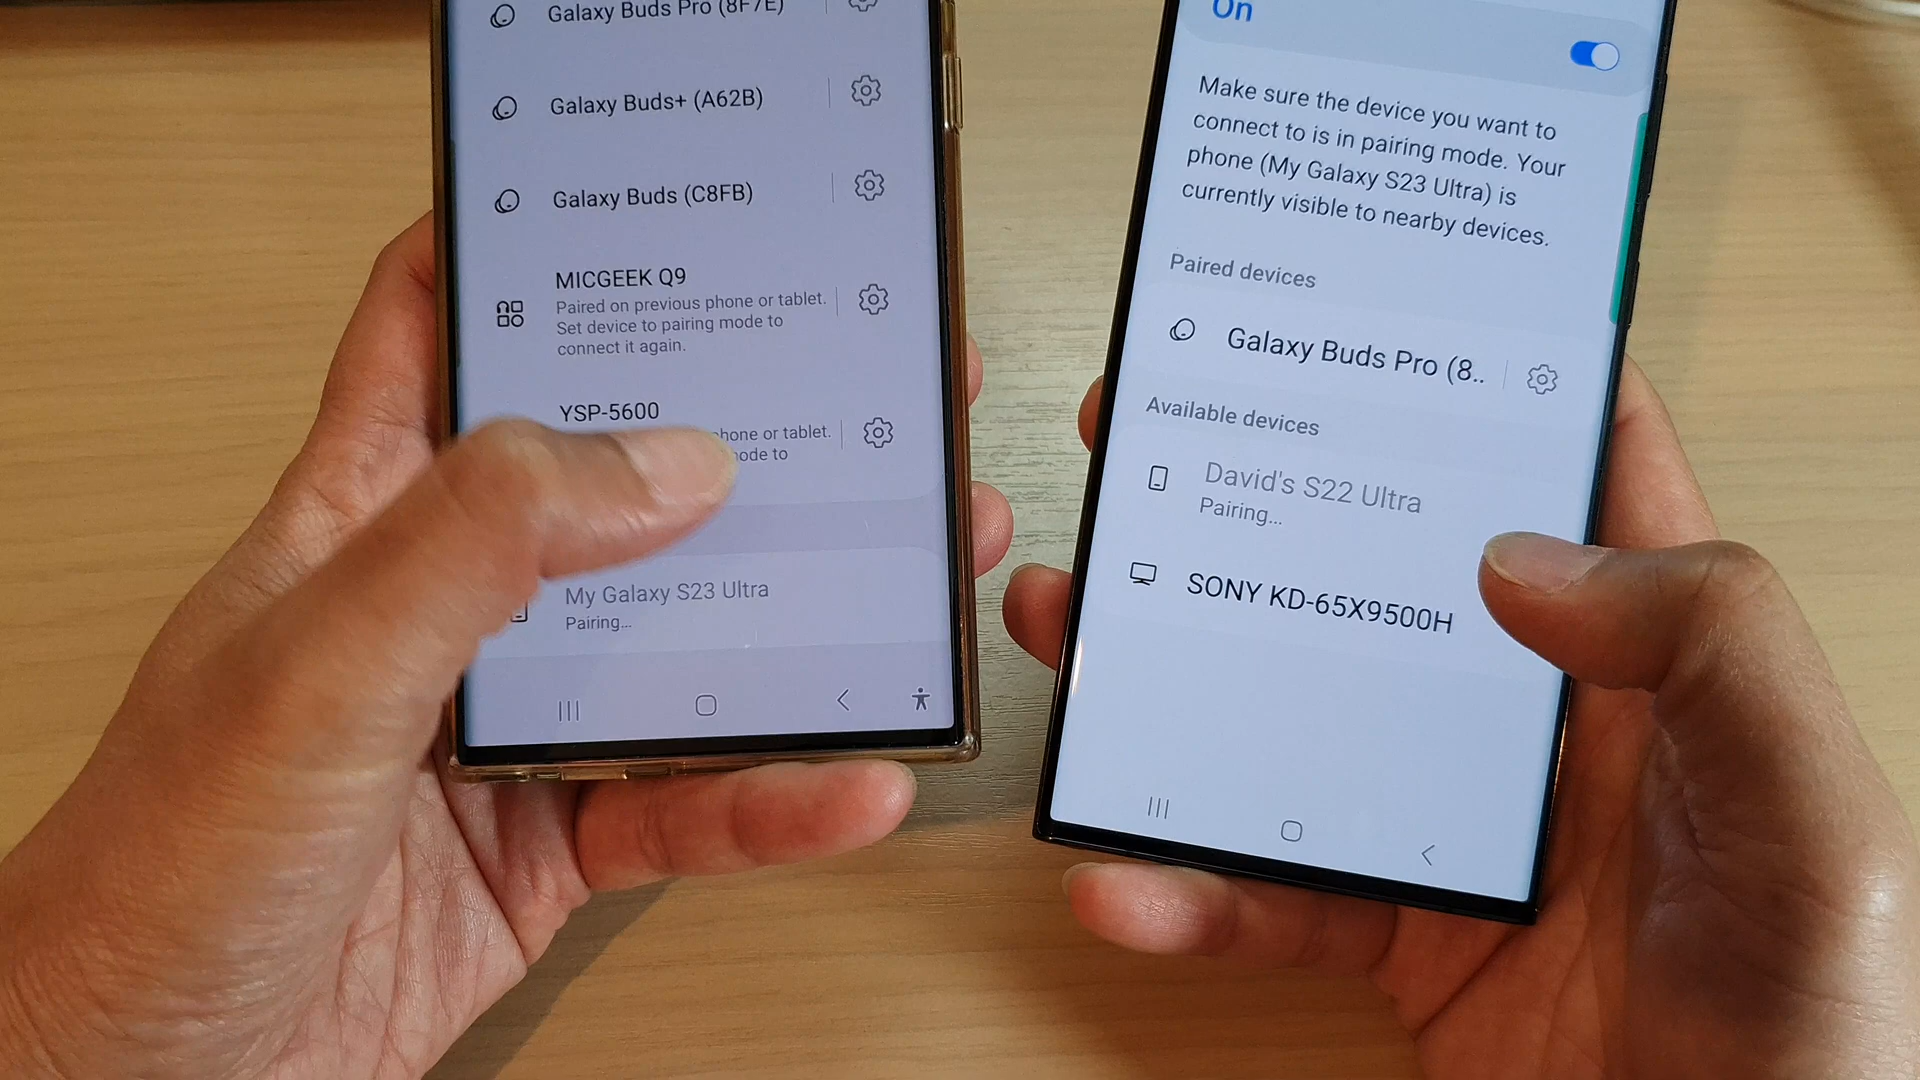 Galaxy Buds Pro (8F7E)
Galaxy Buds+ (A62B)
Galaxy Buds (C8FB)
MICGEEK Q9
Paired on previous phone or tablet.
Set device to pairing mode to
connect it again.
YSP-5600
phone or tablet.
mode to
My Galaxy S23 Ultra
Pairing...
On
Make sure the device you want to
connect to is in pairing mode. Your
phone (My Galaxy S23 Ultra) is
currently visible to nearby devices.
Paired devices
Galaxy Buds Pro (8..
Available devices
David's S22 Ultra
Pairing...
SONY KD-65X9500H